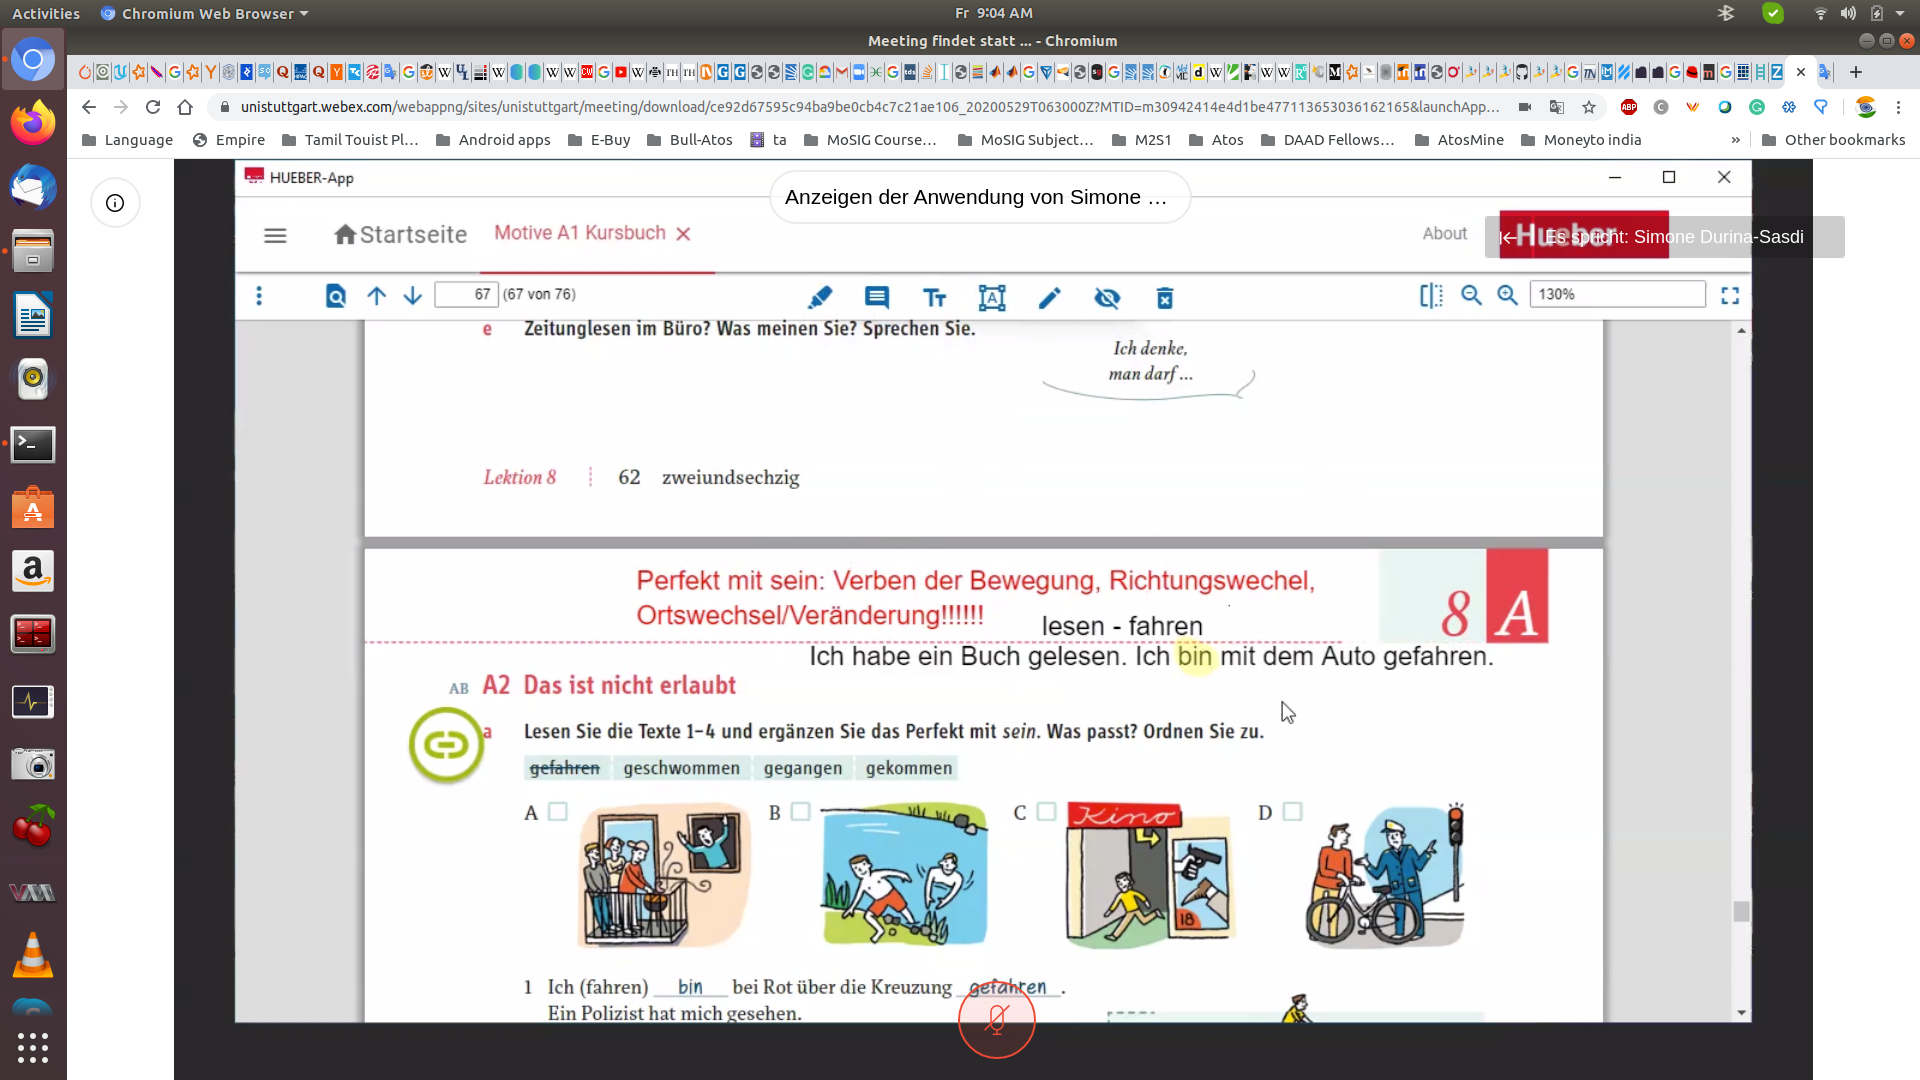 Activities
Chromium Web Browser
Fr 9:04 AM
Meeting findet statt ... - Chromium
unistuttgart.webex.com/webappng/sites/unistuttgart/meeting/download/ce92d67595c94ba9be0cb4c7c21ae106_20200529T063000Z?MTID=m30942414e4d1be477113653036162165&launchApp...
Language
Empire
Tamil Touist Pl...
Android apps
E-Buy
Bull-Atos
ta
MoSIG Course...
MoSIG Subject...
M2S1
Atos
DAAD Fellows...
AtosMine
Moneyto india
»
Other bookmarks
HUEBER-App
Anzeigen der Anwendung von Simone ...
Startseite
Motive A1 Kursbuch
About
Hueber
Es spricht: Simone Durina-Sasdi
67 (67 von 76)
130%
e Zeitunglesen im Büro? Was meinen Sie? Sprechen Sie.
Ich denke,
man darf ...
Lektion 8 62 zweiundsechzig
Perfekt mit sein: Verben der Bewegung, Richtungswechel,
Ortswechsel/Veränderung!!!!!!
lesen - fahren
8 A
Ich habe ein Buch gelesen. Ich bin mit dem Auto gefahren.
AB A2 Das ist nicht erlaubt
a Lesen Sie die Texte 1–4 und ergänzen Sie das Perfekt mit sein. Was passt? Ordnen Sie zu.
gefahren geschwommen gegangen gekommen
A B C D
Kino
18
1 Ich (fahren) bin bei Rot über die Kreuzung gefahren .
Ein Polizist hat mich gesehen.